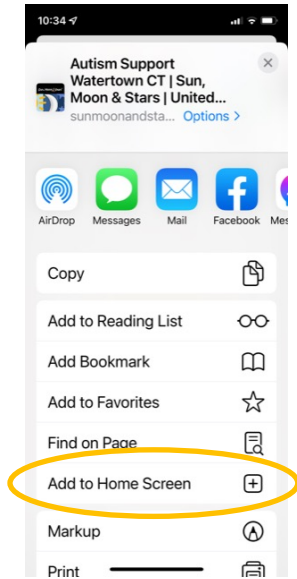 10:34
Autism Support
Watertown CT | Sun,
Moon & Stars | United...
sunmoonandsta... Options >
AirDrop Messages Mail Facebook Mes
Copy
Add to Reading List
Add Bookmark
Add to Favorites
Find on Page
Add to Home Screen
Markup
Print